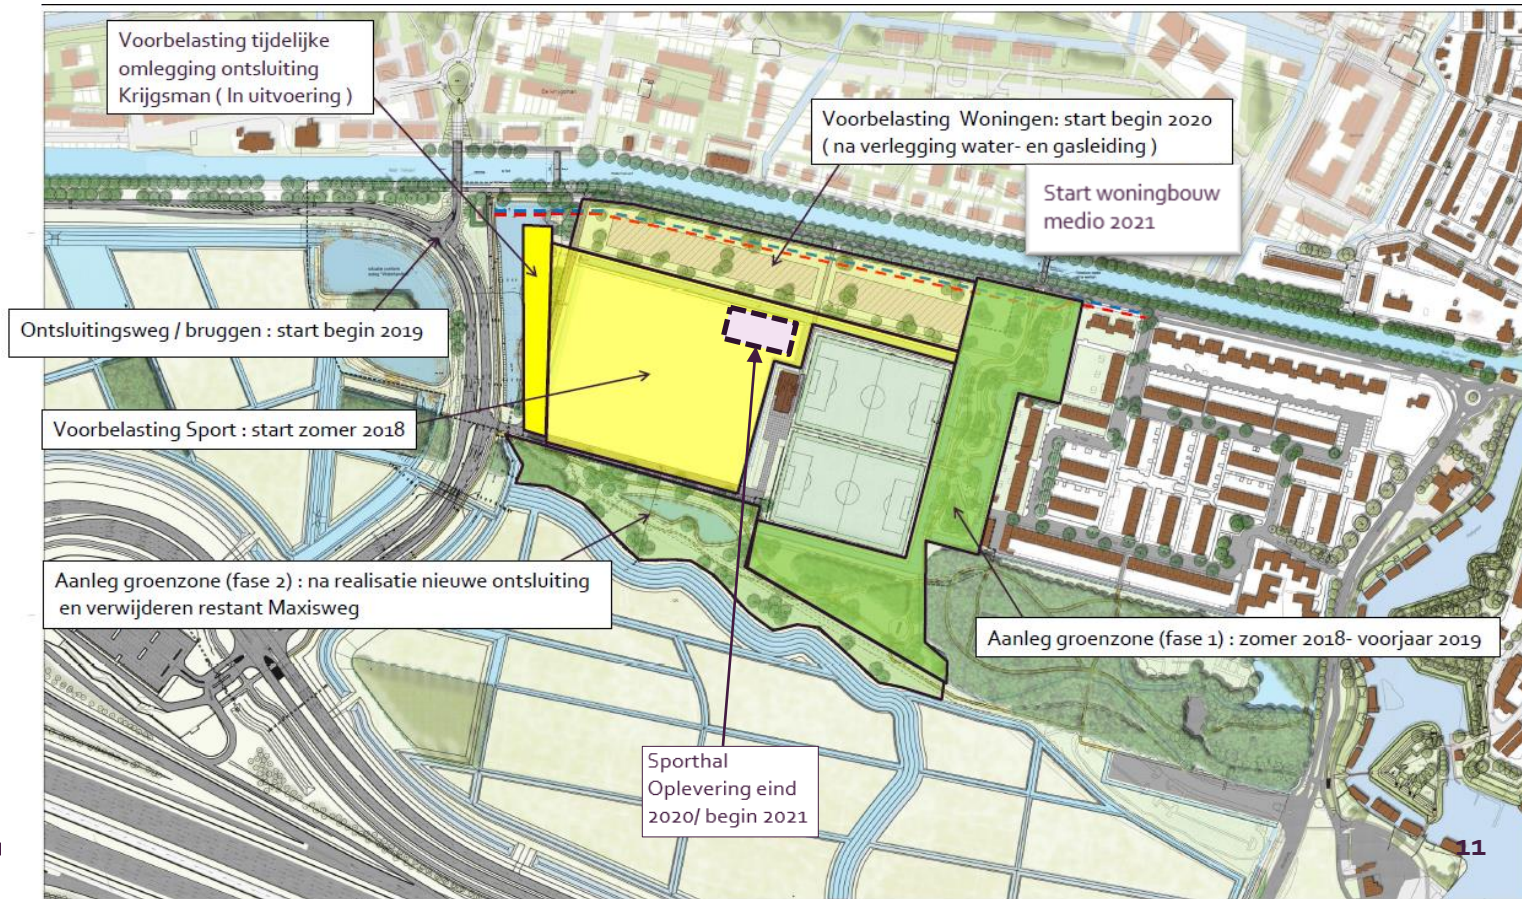 Voorbelasting tijdelijke
omlegging ontsluiting
Krijgsman ( In uitvoering )
Voorbelasting Woningen: start begin 2020
( na verlegging water- en gasleiding )
Start woningbouw
medio 2021
Ontsluitingsweg / bruggen : start begin 2019
Voorbelasting Sport : start zomer 2018
Aanleg groenzone (fase 2) : na realisatie nieuwe ontsluiting
en verwijderen restant Maxisweg
Aanleg groenzone (fase 1) : zomer 2018- voorjaar 2019
Sporthal
Oplevering eind
2020/ begin 2021
11